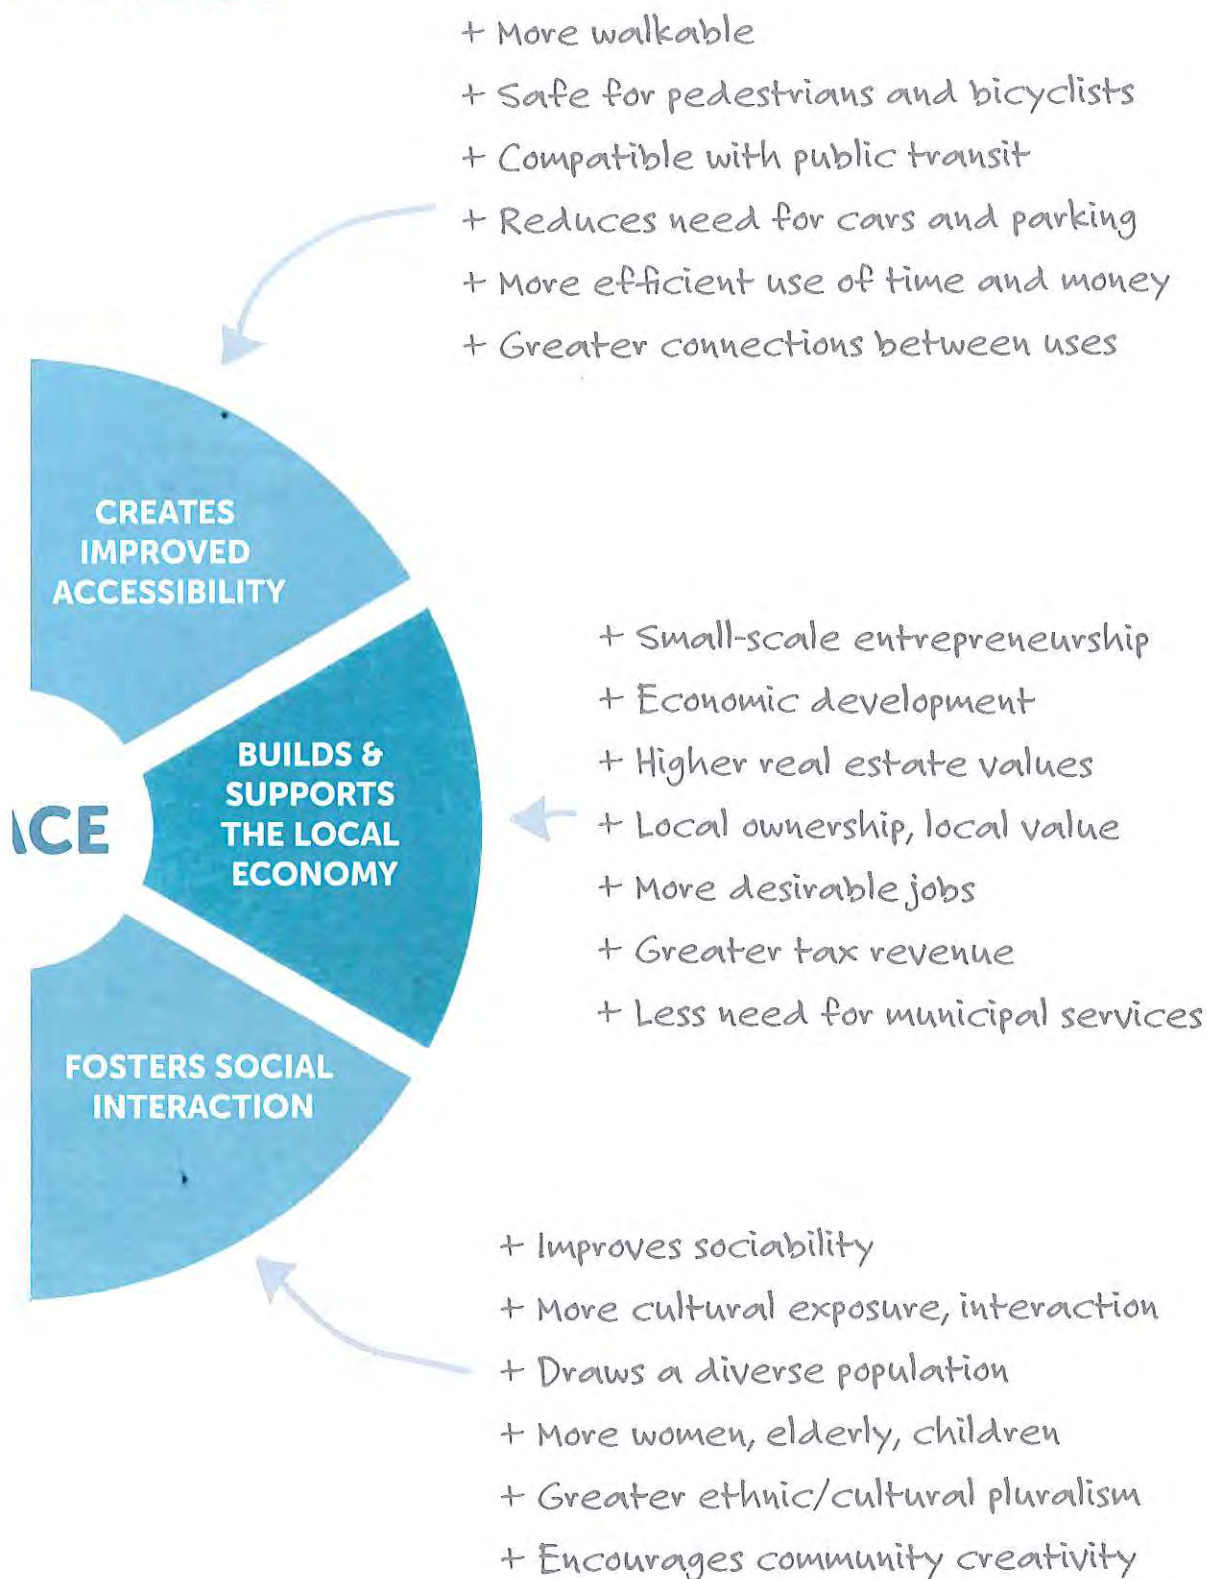 + More walkable
+ Safe for pedestrians and bicyclists
+ Compatible with public transit
+ Reduces need for cars and parking
+ More efficient use of time and money
+ Greater connections between uses
CREATES
IMPROVED
ACCESSIBILITY
+ Small-scale entrepreneurship
+ Economic development
+ Higher real estate values
+ Local ownership, local value
+ More desirable jobs
+ Greater tax revenue
+ Less need for municipal services
BUILDS &
SUPPORTS
THE LOCAL
ECONOMY
ACE
FOSTERS SOCIAL
INTERACTION
+ Improves sociability
+ More cultural exposure, interaction
+ Draws a diverse population
+ More women, elderly, children
+ Greater ethnic/cultural pluralism
+ Encourages community creativity